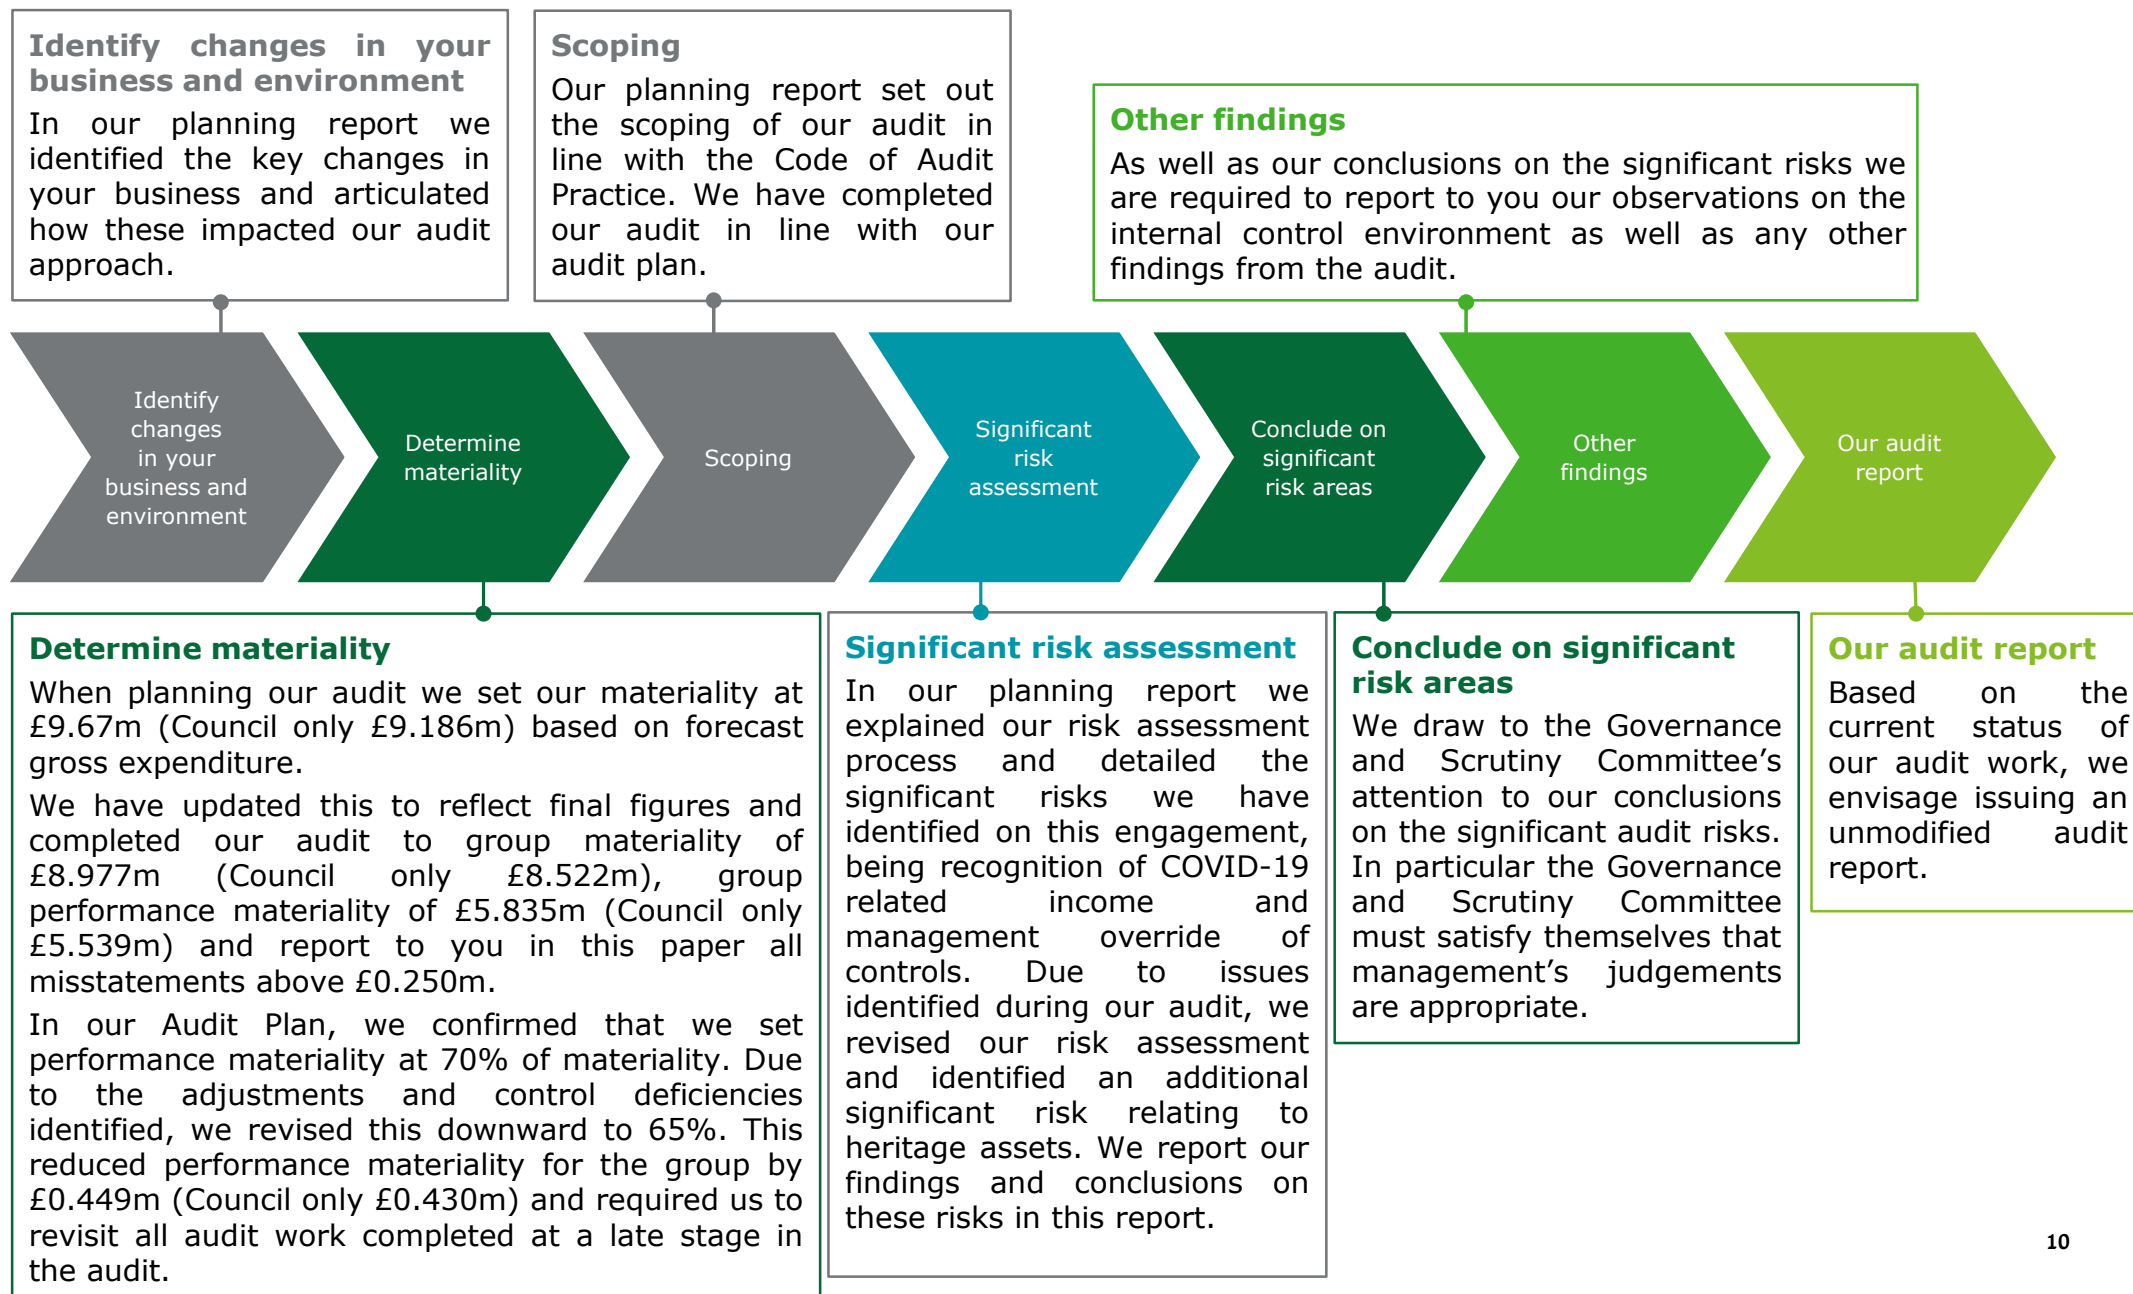 Identify changes in your
business and environment
In our planning report we
identified the key changes in
your business and articulated
how these impacted our audit
approach.
Scoping
Our planning report set out
the scoping of our audit in
line with the Code of Audit
Practice. We have completed
our audit in line with our
audit plan.
Other findings
As well as our conclusions on the significant risks we
are required to report to you our observations on the
internal control environment as well as any other
findings from the audit.
Identify
changes
in your
business and
environment
Determine
materiality
Scoping
Significant
risk
assessment
Conclude on
significant
risk areas
Other
findings
Our audit
report
Determine materiality
When planning our audit we set our materiality at
£9.67m (Council only £9.186m) based on forecast
gross expenditure.
We have updated this to reflect final figures and
completed our audit to group materiality of
£8.977m (Council only £8.522m), group
performance materiality of £5.835m (Council only
£5.539m) and report to you in this paper all
misstatements above £0.250m.
In our Audit Plan, we confirmed that we set
performance materiality at 70% of materiality. Due
to the adjustments and control deficiencies
identified, we revised this downward to 65%. This
reduced performance materiality for the group by
£0.449m (Council only £0.430m) and required us to
revisit all audit work completed at a late stage in
the audit.
Significant risk assessment
In our planning report we
explained our risk assessment
process and detailed the
significant risks we have
identified on this engagement,
being recognition of COVID-19
related income and
management override of
controls. Due to issues
identified during our audit, we
revised our risk assessment
and identified an additional
significant risk relating to
heritage assets. We report our
findings and conclusions on
these risks in this report.
Conclude on significant
risk areas
We draw to the Governance
and Scrutiny Committee’s
attention to our conclusions
on the significant audit risks.
In particular the Governance
and Scrutiny Committee
must satisfy themselves that
management’s judgements
are appropriate.
Our audit report
Based on the
current status of
our audit work, we
envisage issuing an
unmodified audit
report.
10